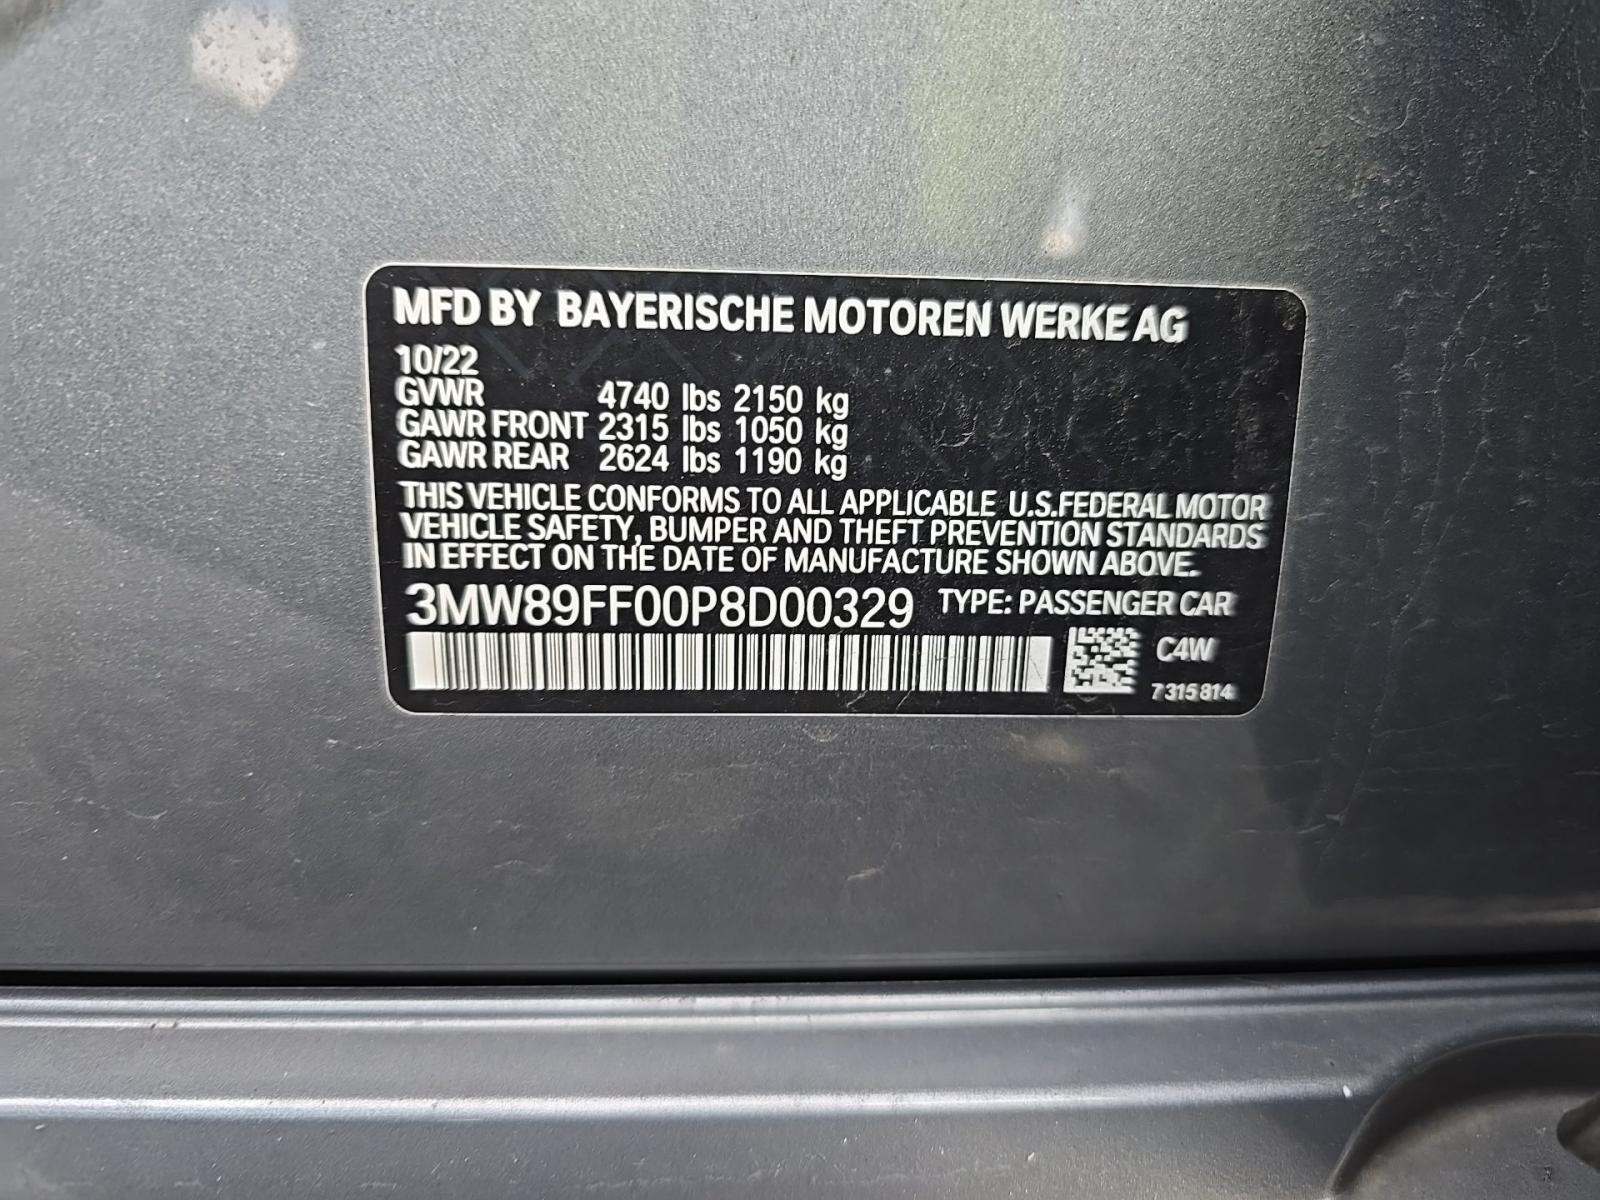 MFD BY BAYERISCHE MOTOREN WERKE AG
10/22
GVWR 4740 lbs 2150 kg
GAWR FRONT 2315 lbs 1050 kg
GAWR REAR 2624 lbs 1190 kg
THIS VEHICLE CONFORMS TO ALL APPLICABLE U.S.FEDERAL MOTOR
VEHICLE SAFETY, BUMPER AND THEFT PREVENTION STANDARDS
IN EFFECT ON THE DATE OF MANUFACTURE SHOWN ABOVE.
3MW89FF00P8D00329 TYPE: PASSENGER CAR
C4W
7 315 814